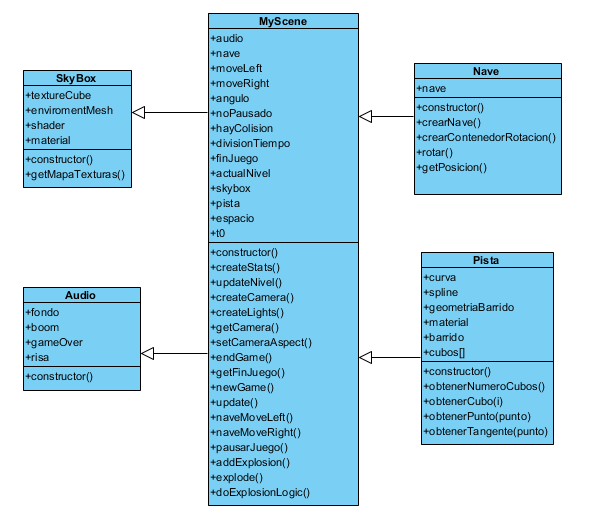 MyScene
+audio
+nave
+moveLeft
+moveRight
+angulo
+noPausado
+hayColision
+divisionTiempo
+finJuego
+actualNivel
+skybox
+pista
+espacio
+t0
+constructor()
+createStats()
+updateNivel()
+createCamera()
+createLights()
+getCamera()
+setCameraAspect()
+endGame()
+getFinJuego()
+newGame()
+update()
+naveMoveLeft()
+naveMoveRight()
+pausarJuego()
+addExplosion()
+explode()
+doExplosionLogic()
SkyBox
+textureCube
+enviromentMesh
+shader
+material
+constructor()
+getMapaTexturas()
Nave
+nave
+constructor()
+crearNave()
+crearContenedorRotacion()
+rotar()
+getPosicion()
Audio
+fondo
+boom
+gameOver
+risa
+constructor()
Pista
+curva
+spline
+geometriaBarrido
+material
+barrido
+cubos[]
+constructor()
+obtenerNumeroCubos()
+obtenerCubo(i)
+obtenerPunto(punto)
+obtenerTangente(punto)